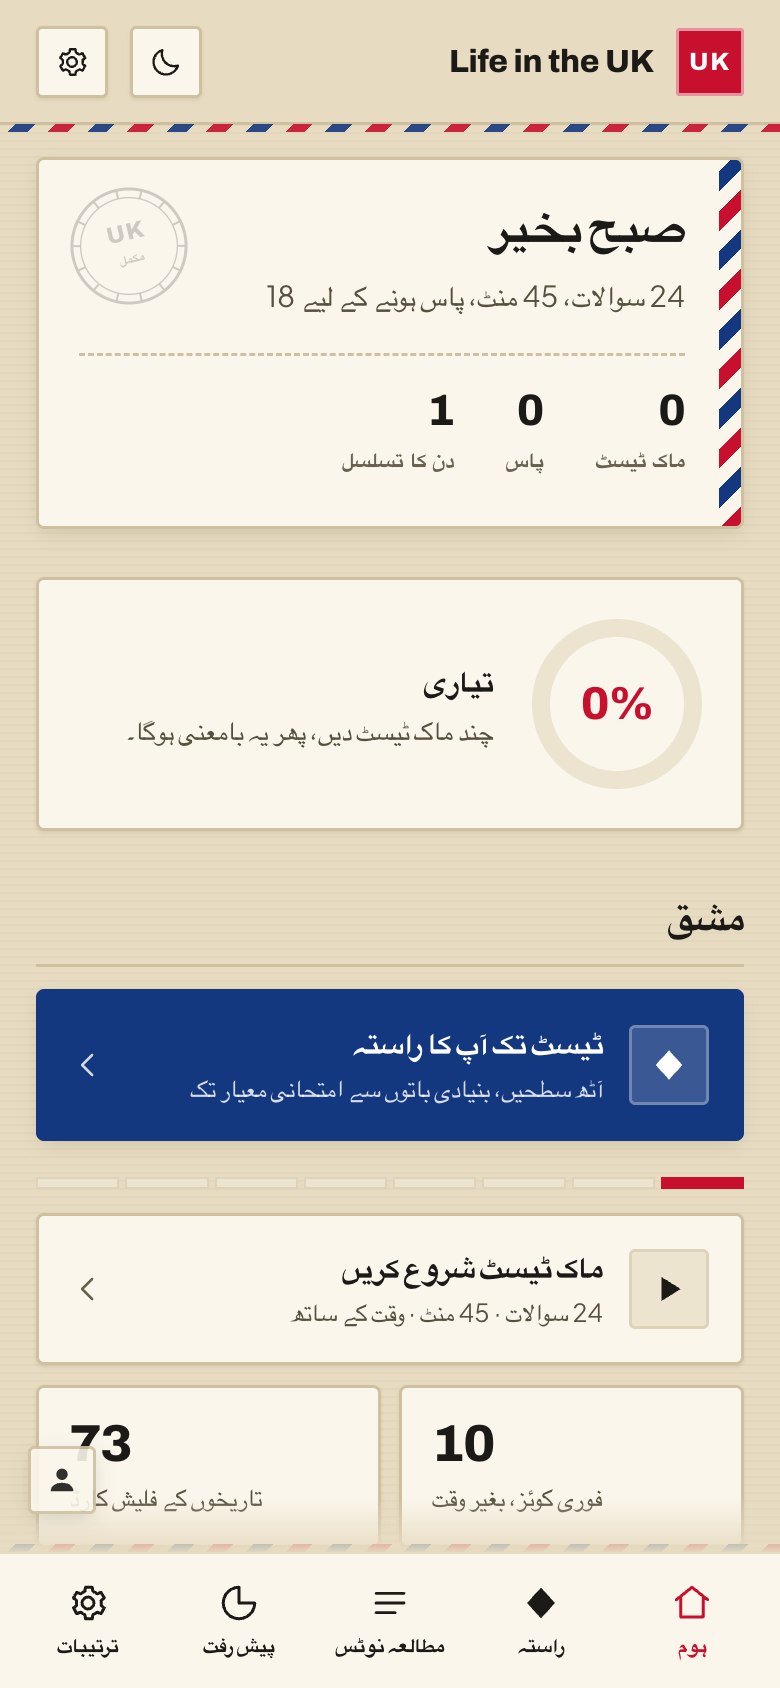 Life in the UK
UK
صبح بخیر
24 سوالات، 45 منٹ، پاس ہونے کے لیے 18
UK
مکمل
0
ماک ٹیسٹ
0
پاس
1
دن کا تسلسل
0%
تیاری
چند ماک ٹیسٹ دیں، پھر یہ بامعنی ہوگا۔
مشق
ٹیسٹ تک آپ کا راستہ
آٹھ سطحیں، بنیادی باتوں سے امتحانی معیار تک
ماک ٹیسٹ شروع کریں
24 سوالات · 45 منٹ · وقت کے ساتھ
10
فوری کوئز، بغیر وقت
73
تاریخوں کے فلیش کارڈ
ہوم
راستہ
مطالعہ نوٹس
پیش رفت
ترتیبات